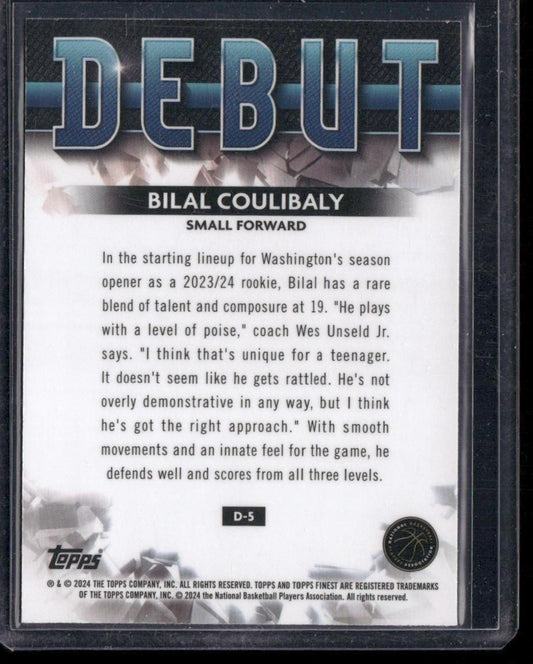 DEBUT
BILAL COULIBALY
SMALL FORWARD
In the starting lineup for Washington's season
opener as a 2023/24 rookie, Bilal has a rare
blend of talent and composure at 19. "He plays
with a level of poise," coach Wes Unseld Jr.
says. "I think that's unique for a teenager.
It doesn't seem like he gets rattled. He's not
overly demonstrative in any way, but I think
he's got the right approach." With smooth
movements and an innate feel for the game, he
defends well and scores from all three levels.
D-5
topps
® & © 2024 THE TOPPS COMPANY, INC. ALL RIGHTS RESERVED. TOPPS AND TOPPS FINEST ARE REGISTERED TRADEMARKS
OF THE TOPPS COMPANY, INC. © 2024 the National Basketball Players Association. All rights reserved.